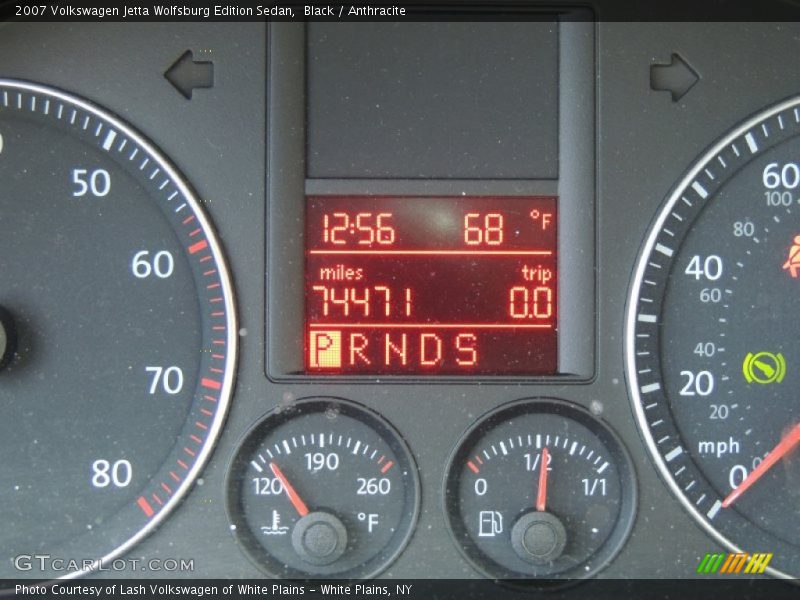 2007 Volkswagen Jetta Wolfsburg Edition Sedan, Black / Anthracite
50
60
70
80
12:56 68 °F
miles trip
74471 0.0
P R N D S
120 190 260
°F
0 1/2 1/1
60
100
80
40
60
40
20
20
mph
0
GTCARLOT.COM
Photo Courtesy of Lash Volkswagen of White Plains - White Plains, NY